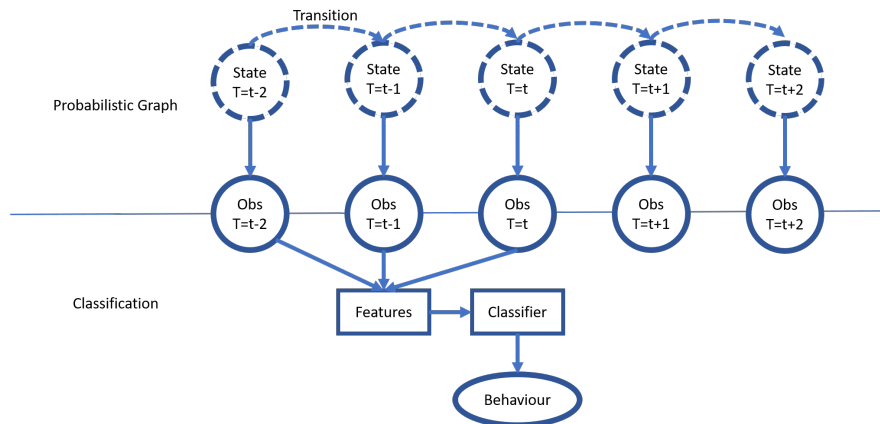 Transition
State
T=t-2
State
T=t-1
State
T=t
State
T=t+1
State
T=t+2
Probabilistic Graph
Obs
T=t-2
Obs
T=t-1
Obs
T=t
Obs
T=t+1
Obs
T=t+2
Classification
Features
Classifier
Behaviour